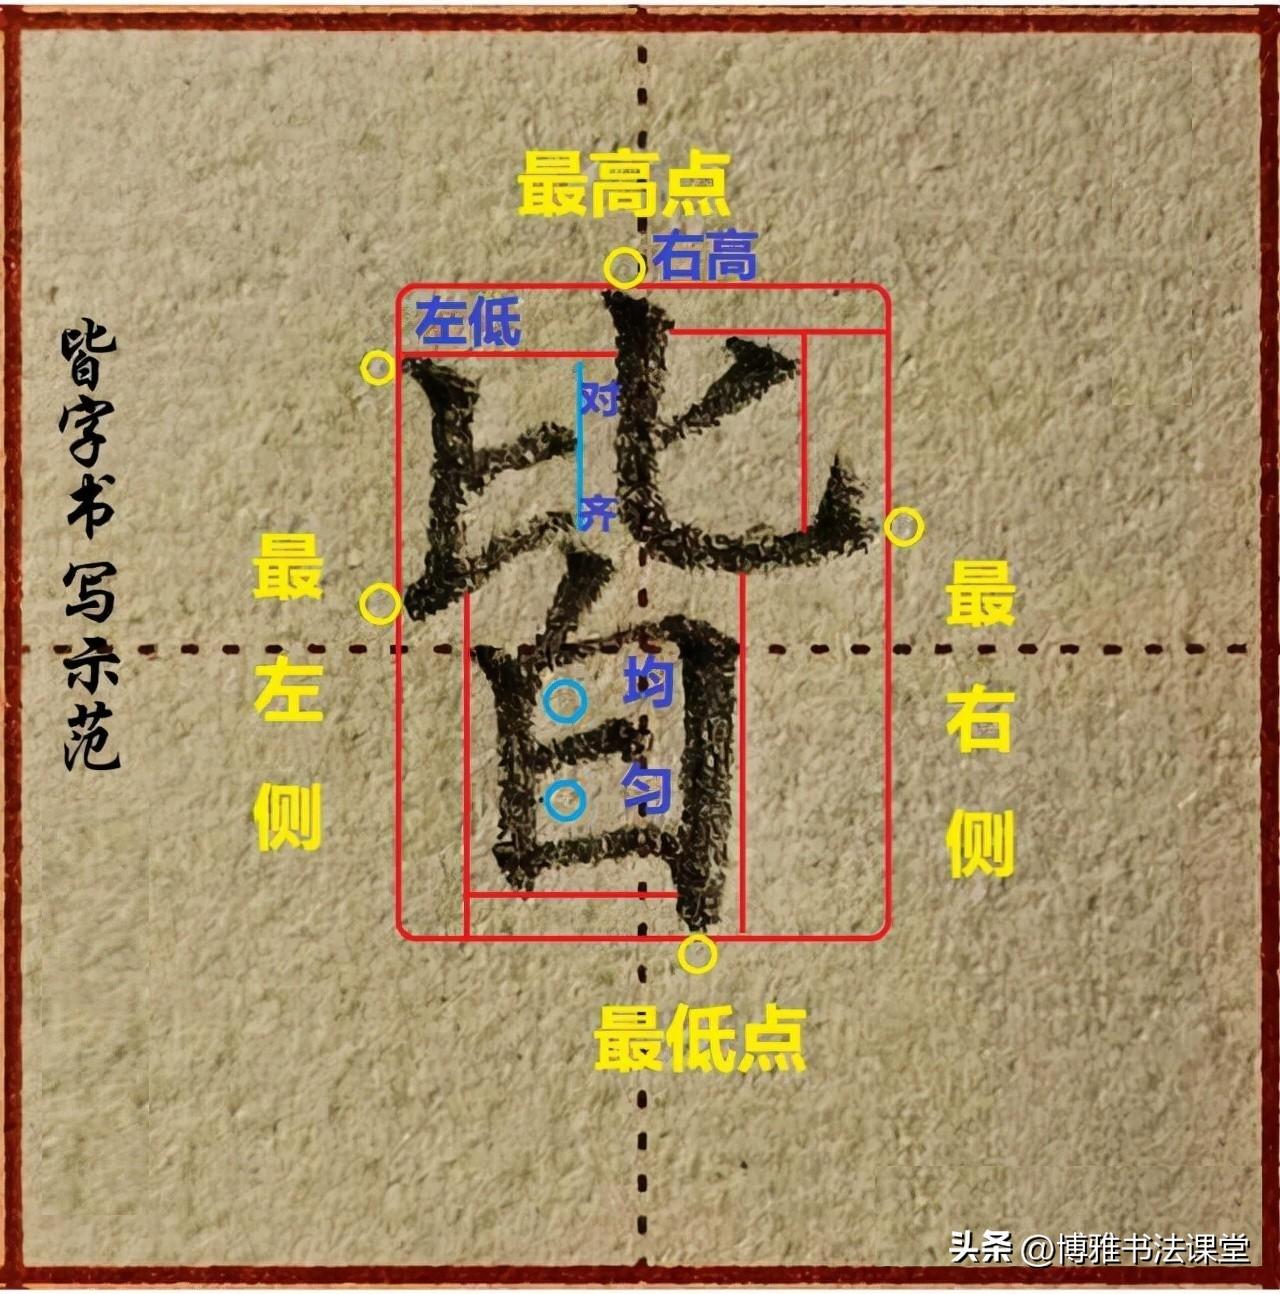 皆字书写示范
最高点
右高
左低
对齐
皆
最左侧
最右侧
均匀
最低点
头条 @博雅书法课堂